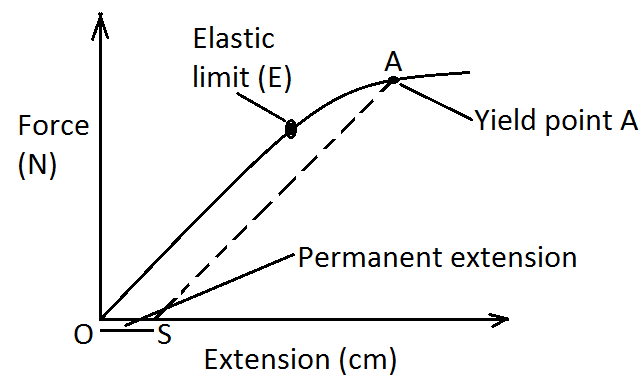 Elastic
limit (E)
A
Force
(N)
Yield point A
Permanent extension
O
S
Extension (cm)